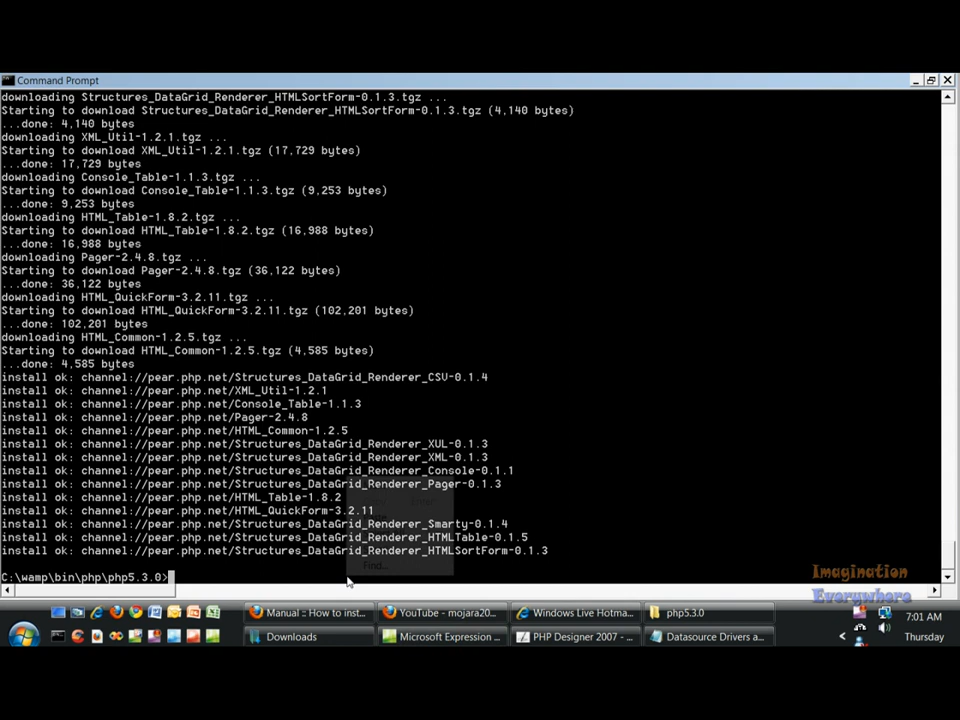 Command Prompt
downloading Structures_DataGrid_Renderer_HTMLSortForm-0.1.3.tgz ...
Starting to download Structures_DataGrid_Renderer_HTMLSortForm-0.1.3.tgz (4,140 bytes)
...done: 4,140 bytes
downloading XML_Util-1.2.1.tgz ...
Starting to download XML_Util-1.2.1.tgz (17,729 bytes)
...done: 17,729 bytes
downloading Console_Table-1.1.3.tgz ...
Starting to download Console_Table-1.1.3.tgz (9,253 bytes)
...done: 9,253 bytes
downloading HTML_Table-1.8.2.tgz ...
Starting to download HTML_Table-1.8.2.tgz (16,988 bytes)
...done: 16,988 bytes
downloading Pager-2.4.8.tgz ...
Starting to download Pager-2.4.8.tgz (36,122 bytes)
...done: 36,122 bytes
downloading HTML_QuickForm-3.2.11.tgz ...
Starting to download HTML_QuickForm-3.2.11.tgz (102,201 bytes)
...done: 102,201 bytes
downloading HTML_Common-1.2.5.tgz ...
Starting to download HTML_Common-1.2.5.tgz (4,585 bytes)
...done: 4,585 bytes
install ok: channel://pear.php.net/Structures_DataGrid_Renderer_CSV-0.1.4
install ok: channel://pear.php.net/XML_Util-1.2.1
install ok: channel://pear.php.net/Console_Table-1.1.3
install ok: channel://pear.php.net/Pager-2.4.8
install ok: channel://pear.php.net/HTML_Common-1.2.5
install ok: channel://pear.php.net/Structures_DataGrid_Renderer_XUL-0.1.3
install ok: channel://pear.php.net/Structures_DataGrid_Renderer_XML-0.1.3
install ok: channel://pear.php.net/Structures_DataGrid_Renderer_Console-0.1.1
install ok: channel://pear.php.net/Structures_DataGrid_Renderer_Pager-0.1.3
install ok: channel://pear.php.net/HTML_Table-1.8.2
install ok: channel://pear.php.net/HTML_QuickForm-3.2.11
install ok: channel://pear.php.net/Structures_DataGrid_Renderer_Smarty-0.1.4
install ok: channel://pear.php.net/Structures_DataGrid_Renderer_HTMLTable-0.1.5
install ok: channel://pear.php.net/Structures_DataGrid_Renderer_HTMLSortForm-0.1.3
Find...
C:\wamp\bin\php\php5.3.0>
Imagination
Everywhere
Manual :: How to inst... YouTube - mojara20... Windows Live Hotma... php5.3.0 7:01 AM
Downloads Microsoft Expression ... PHP Designer 2007 - ... Datasource Drivers a... Thursday